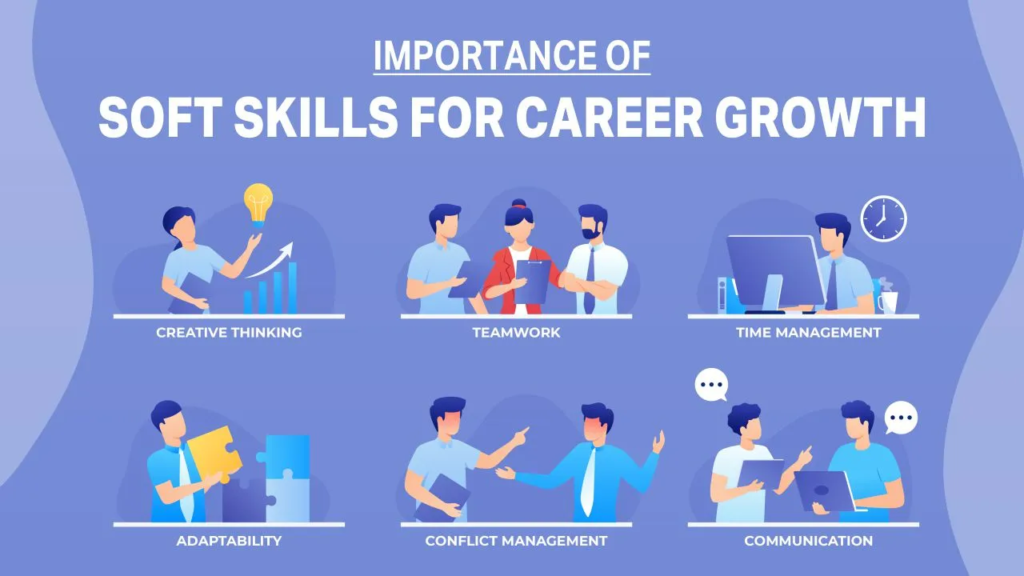 IMPORTANCE OF
SOFT SKILLS FOR CAREER GROWTH
CREATIVE THINKING
TEAMWORK
TIME MANAGEMENT
ADAPTABILITY
CONFLICT MANAGEMENT
COMMUNICATION